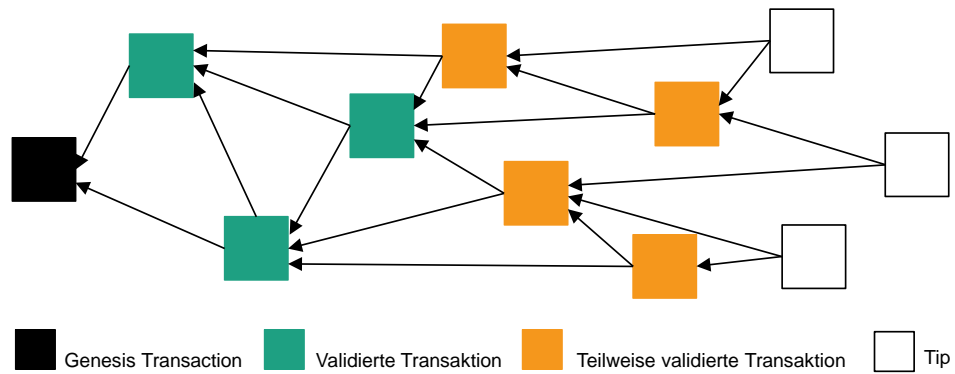 Genesis Transaction
Validierte Transaktion
Teilweise validierte Transaktion
Tip